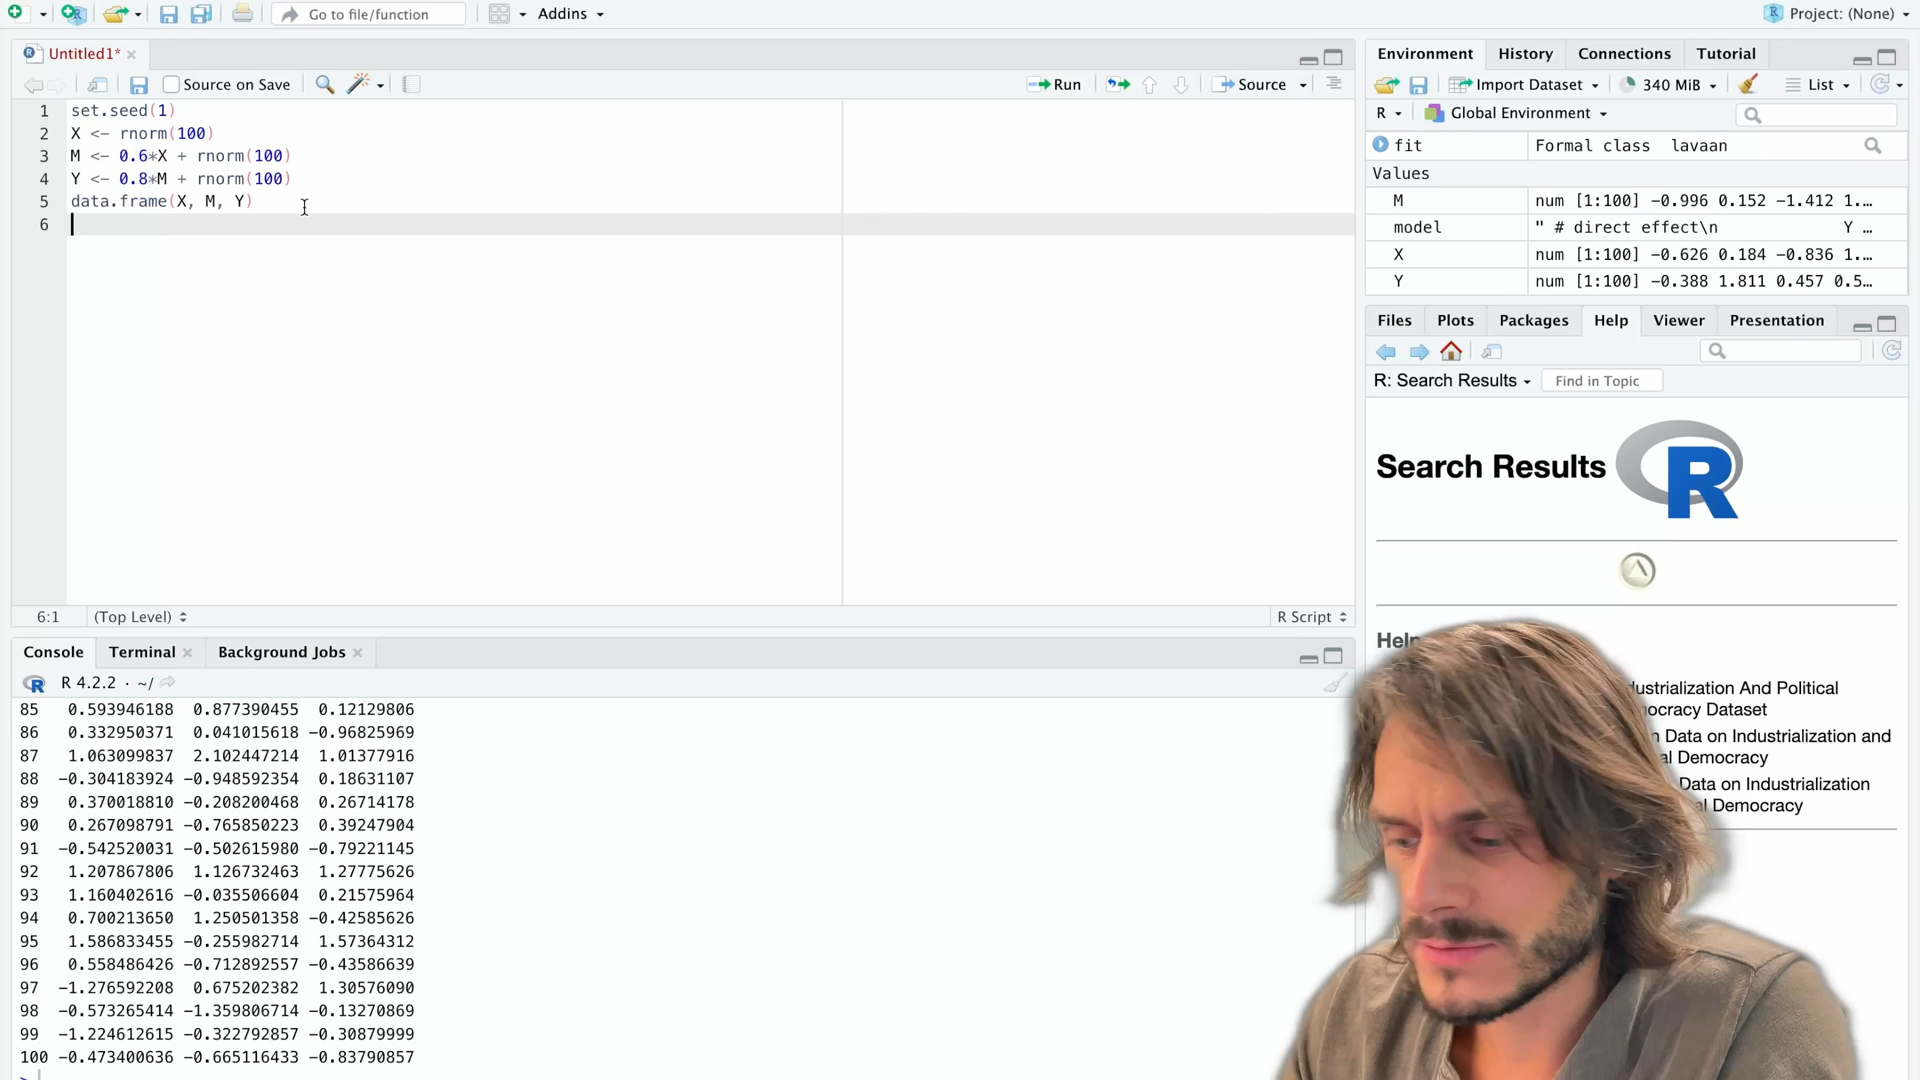 Go to file/function
Addins
Project: (None)
Untitled1*
Source on Save
Run
Source
1 set.seed(1)
2 X <- rnorm(100)
3 M <- 0.6*X + rnorm(100)
4 Y <- 0.8*M + rnorm(100)
5 data.frame(X, M, Y)
6
6:1 (Top Level)
R Script
Console Terminal Background Jobs
R 4.2.2 · ~/
85 0.593946188 0.877390455 0.12129806
86 0.332950371 0.041015618 -0.96825969
87 1.063099837 2.102447214 1.01377916
88 -0.304183924 -0.948592354 0.18631107
89 0.370018810 -0.208200468 0.26714178
90 0.267098791 -0.765850223 0.39247904
91 -0.542520031 -0.502615980 -0.79221145
92 1.207867806 1.126732463 1.27775626
93 1.160402616 -0.035506604 0.21575964
94 0.700213650 1.250501358 -0.42585626
95 1.586833455 -0.255982714 1.57364312
96 0.558486426 -0.712892557 -0.43586639
97 -1.276592208 0.675202382 1.30576090
98 -0.573265414 -1.359806714 -0.13270869
99 -1.224612615 -0.322792857 -0.30879999
100 -0.473400636 -0.665116433 -0.83790857
>
Environment History Connections Tutorial
Import Dataset 340 MiB List
R Global Environment
fit Formal class lavaan
Values
M num [1:100] -0.996 0.152 -1.412 1.…
model " # direct effect\n Y …
X num [1:100] -0.626 0.184 -0.836 1.…
Y num [1:100] -0.388 1.811 0.457 0.5…
Files Plots Packages Help Viewer Presentation
R: Search Results Find in Topic
Search Results R
And Political
Dataset
Data on Industrialization and
Democracy
Data on Industrialization
Democracy